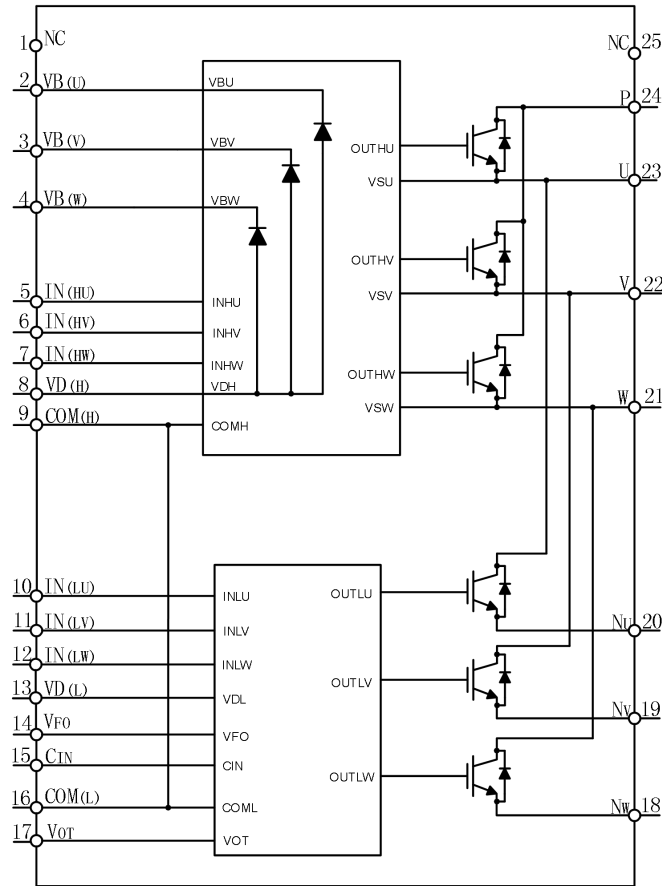 1 NC
NC 25
2 VB(U)
VBU
P 24
3 VB(V)
VBV
OUTHU
U 23
VSU
4 VB(W)
VBW
OUTHV
V 22
VSV
5 IN(HU)
INHU
6 IN(HV)
INHV
7 IN(HW)
INHW
OUTHW
8 VD(H)
VDH
W 21
VSW
9 COM(H)
COMH
10 IN(LU)
INLU
OUTLU
11 IN(LV)
INLV
NU 20
12 IN(LW)
INLW
OUTLV
13 VD(L)
VDL
NV 19
14 VFO
VFO
15 CIN
CIN
OUTLW
16 COM(L)
COML
NW 18
17 VOT
VOT